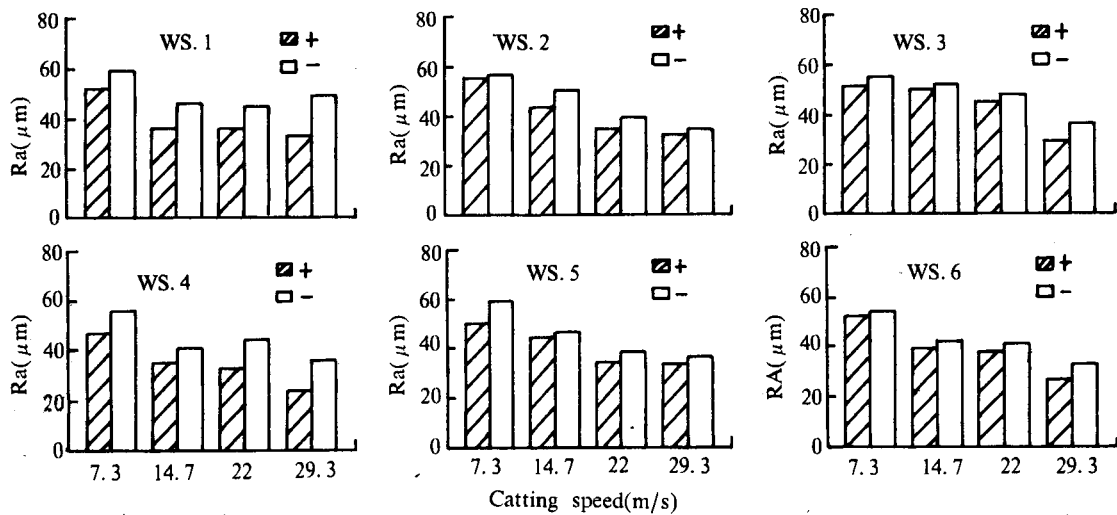 80
60
40
20
0
Ra(μm)
WS. 1
+
−
80
60
40
20
0
Ra(μm)
WS. 2
+
−
80
60
40
20
0
Ra(μm)
WS. 3
+
−
80
60
40
20
0
Ra(μm)
WS. 4
+
−
7. 3 14. 7 22 29. 3
80
60
40
20
0
Ra(μm)
WS. 5
+
−
7. 3 14. 7 22 29. 3
80
60
40
20
0
RA(μm)
WS. 6
+
−
7. 3 14. 7 22 29. 3
Catting speed(m/s)